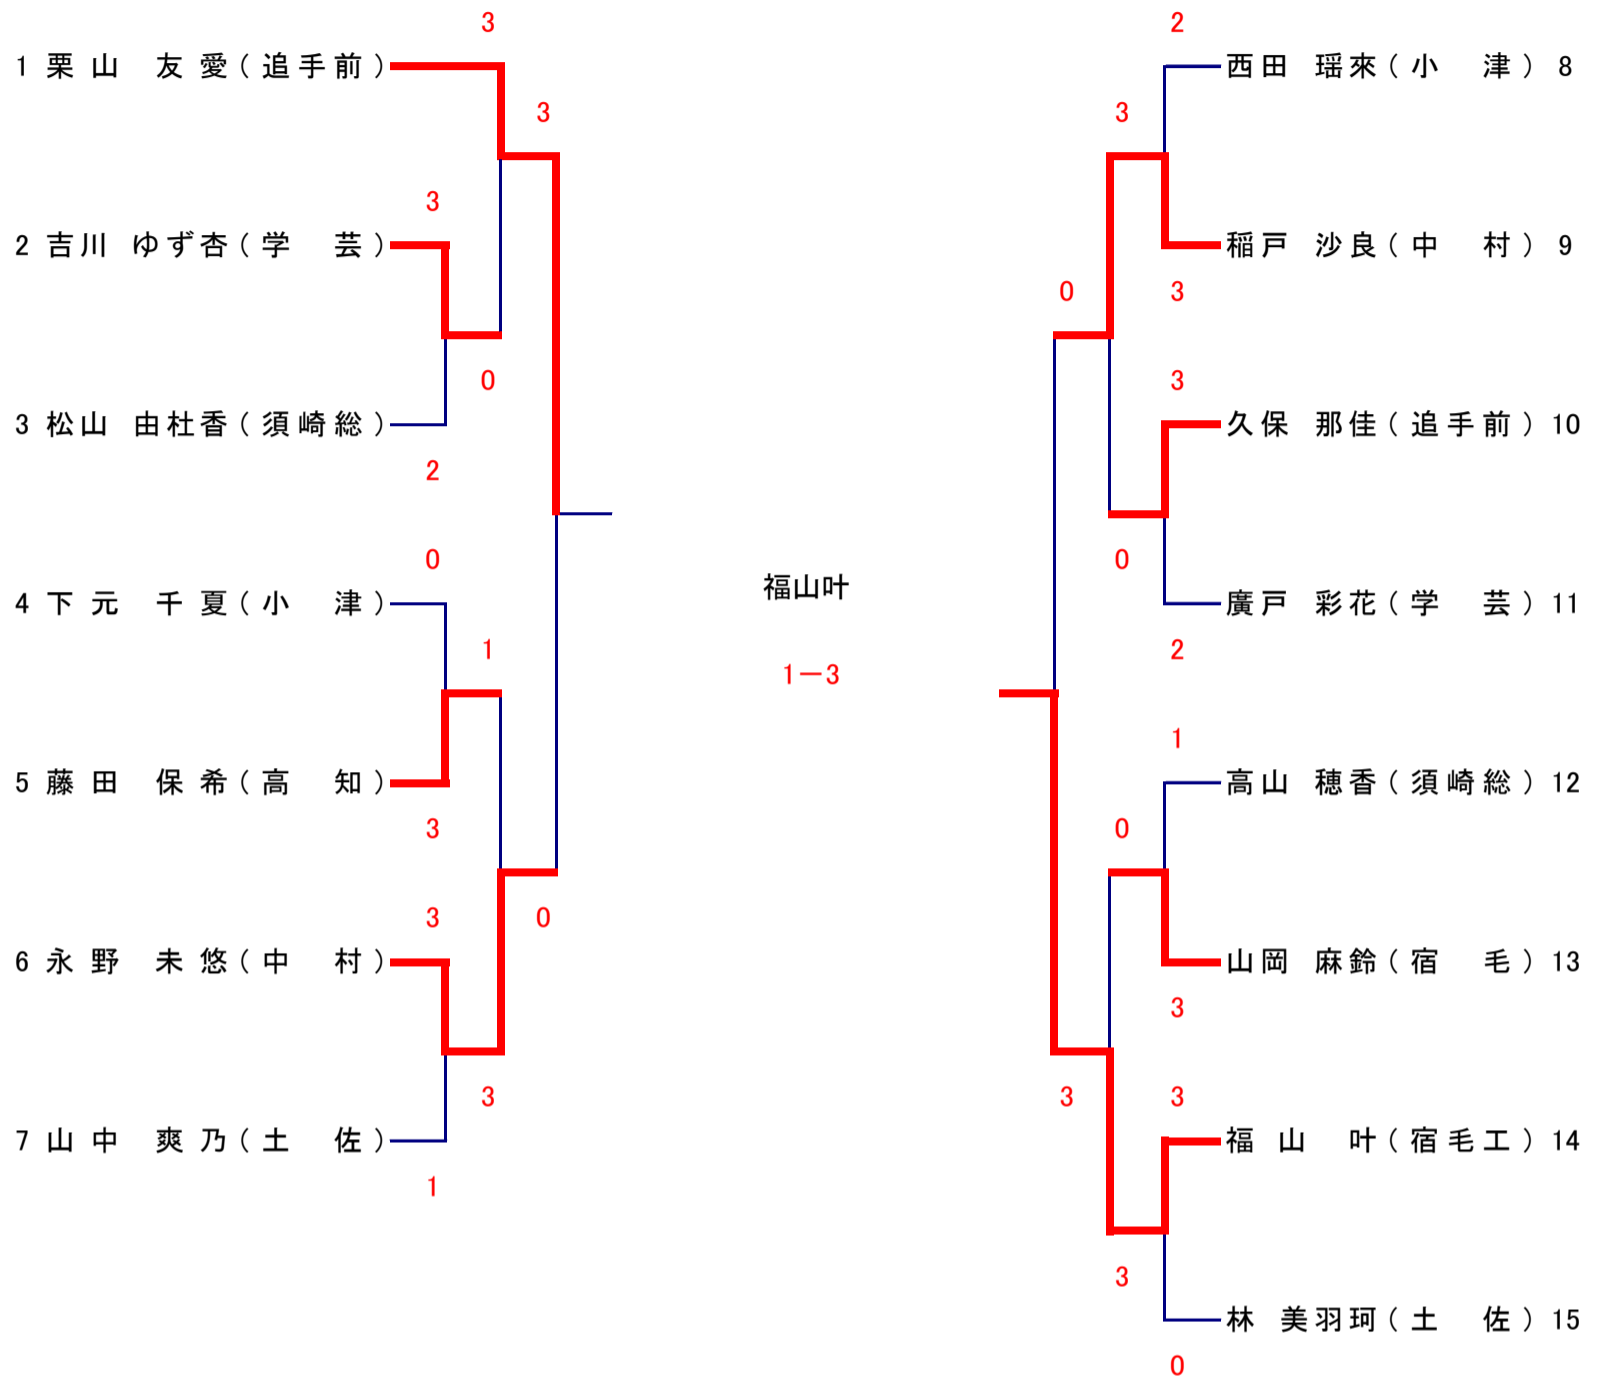 3
2
1 栗 山 友 愛 ( 追 手 前 )
西 田 瑶 來 ( 小 津 ) 8
3
3
3
2 吉 川 ゆ ず 杏 ( 学 芸 )
稲 戸 沙 良 ( 中 村 ) 9
0
3
0
3
3 松 山 由 杜 香 ( 須 崎 総 )
久 保 那 佳 ( 追 手 前 ) 10
2
0
0
福山叶
4 下 元 千 夏 ( 小 津 )
廣 戸 彩 花 ( 学 芸 ) 11
1
2
1－3
1
5 藤 田 保 希 ( 高 知 )
高 山 穂 香 ( 須 崎 総 ) 12
3
0
3
0
6 永 野 未 悠 ( 中 村 )
山 岡 麻 鈴 ( 宿 毛 ) 13
3
3
3
3
7 山 中 爽 乃 ( 土 佐 )
福 山 叶 ( 宿 毛 工 ) 14
1
3
林 美 羽 珂 ( 土 佐 ) 15
0